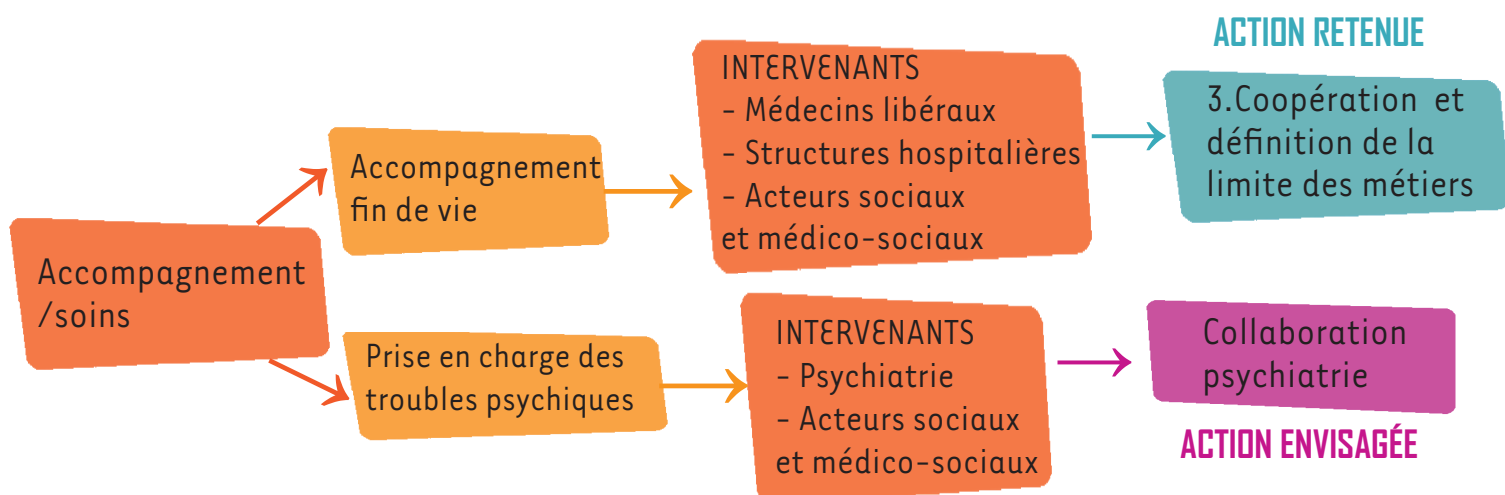 Accompagnement
/soins
Accompagnement
fin de vie
INTERVENANTS
- Médecins libéraux
- Structures hospitalières
- Acteurs sociaux
et médico-sociaux
ACTION RETENUE
3.Coopération et
définition de la
limite des métiers
Prise en charge des
troubles psychiques
INTERVENANTS
- Psychiatrie
- Acteurs sociaux
et médico-sociaux
Collaboration
psychiatrie
ACTION ENVISAGÉE